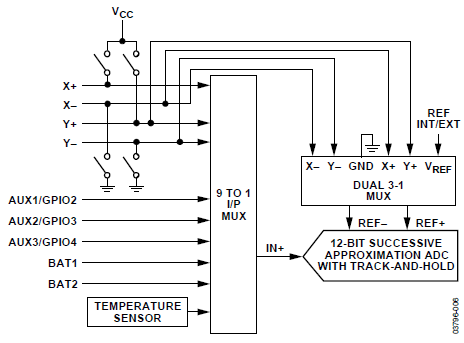 VCC
X+
X–
Y+
Y–
AUX1/GPIO2
AUX2/GPIO3
AUX3/GPIO4
BAT1
BAT2
TEMPERATURE
SENSOR
9 TO 1
I/P
MUX
IN+
REF
INT/EXT
X– Y– GND X+ Y+ VREF
DUAL 3-1
MUX
REF– REF+
12-BIT SUCCESSIVE
APPROXIMATION ADC
WITH TRACK-AND-HOLD
03796-006